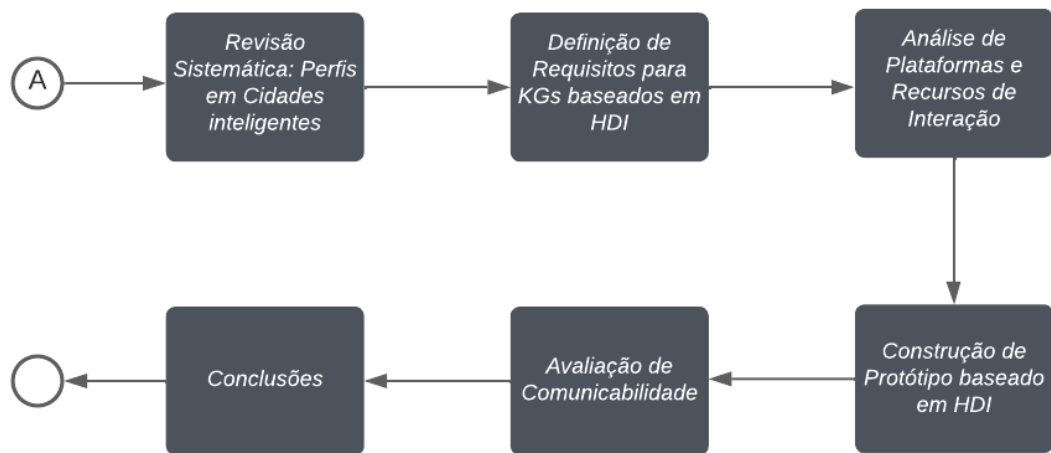 A
Revisão
Sistemática: Perfis
em Cidades
inteligentes
Definição de
Requisitos para
KGs baseados em
HDI
Análise de
Plataformas e
Recursos de
Interação
Construção de
Protótipo baseado
em HDI
Avaliação de
Comunicabilidade
Conclusões